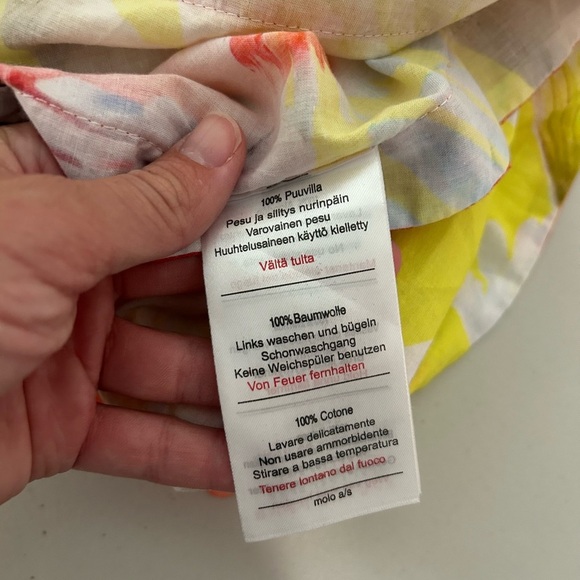 100% Puuvilla
Pesu ja silitys nurinpäin
Varovainen pesu
Huuhtelusaineen käyttö kielletty
Vältä tulta
100% Baumwolle
Links waschen und bügeln
Schonwaschgang
Keine Weichspüler benutzen
Von Feuer fernhalten
100% Cotone
Lavare delicatamente
Non usare ammorbidente
Stirare a bassa temperatura
Tenere lontano dal fuoco
molo a/s